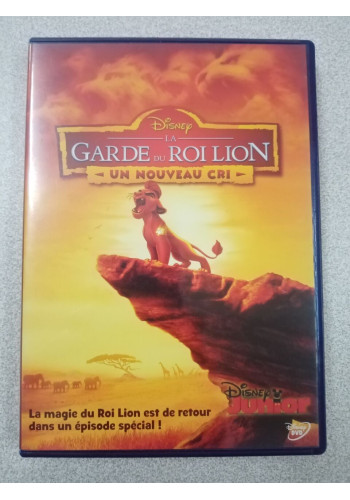 Disney
LA
GARDE DU ROI LION
UN NOUVEAU CRI
Disney
Junior
La magie du Roi Lion est de retour
dans un épisode spécial !
Disney
DVD